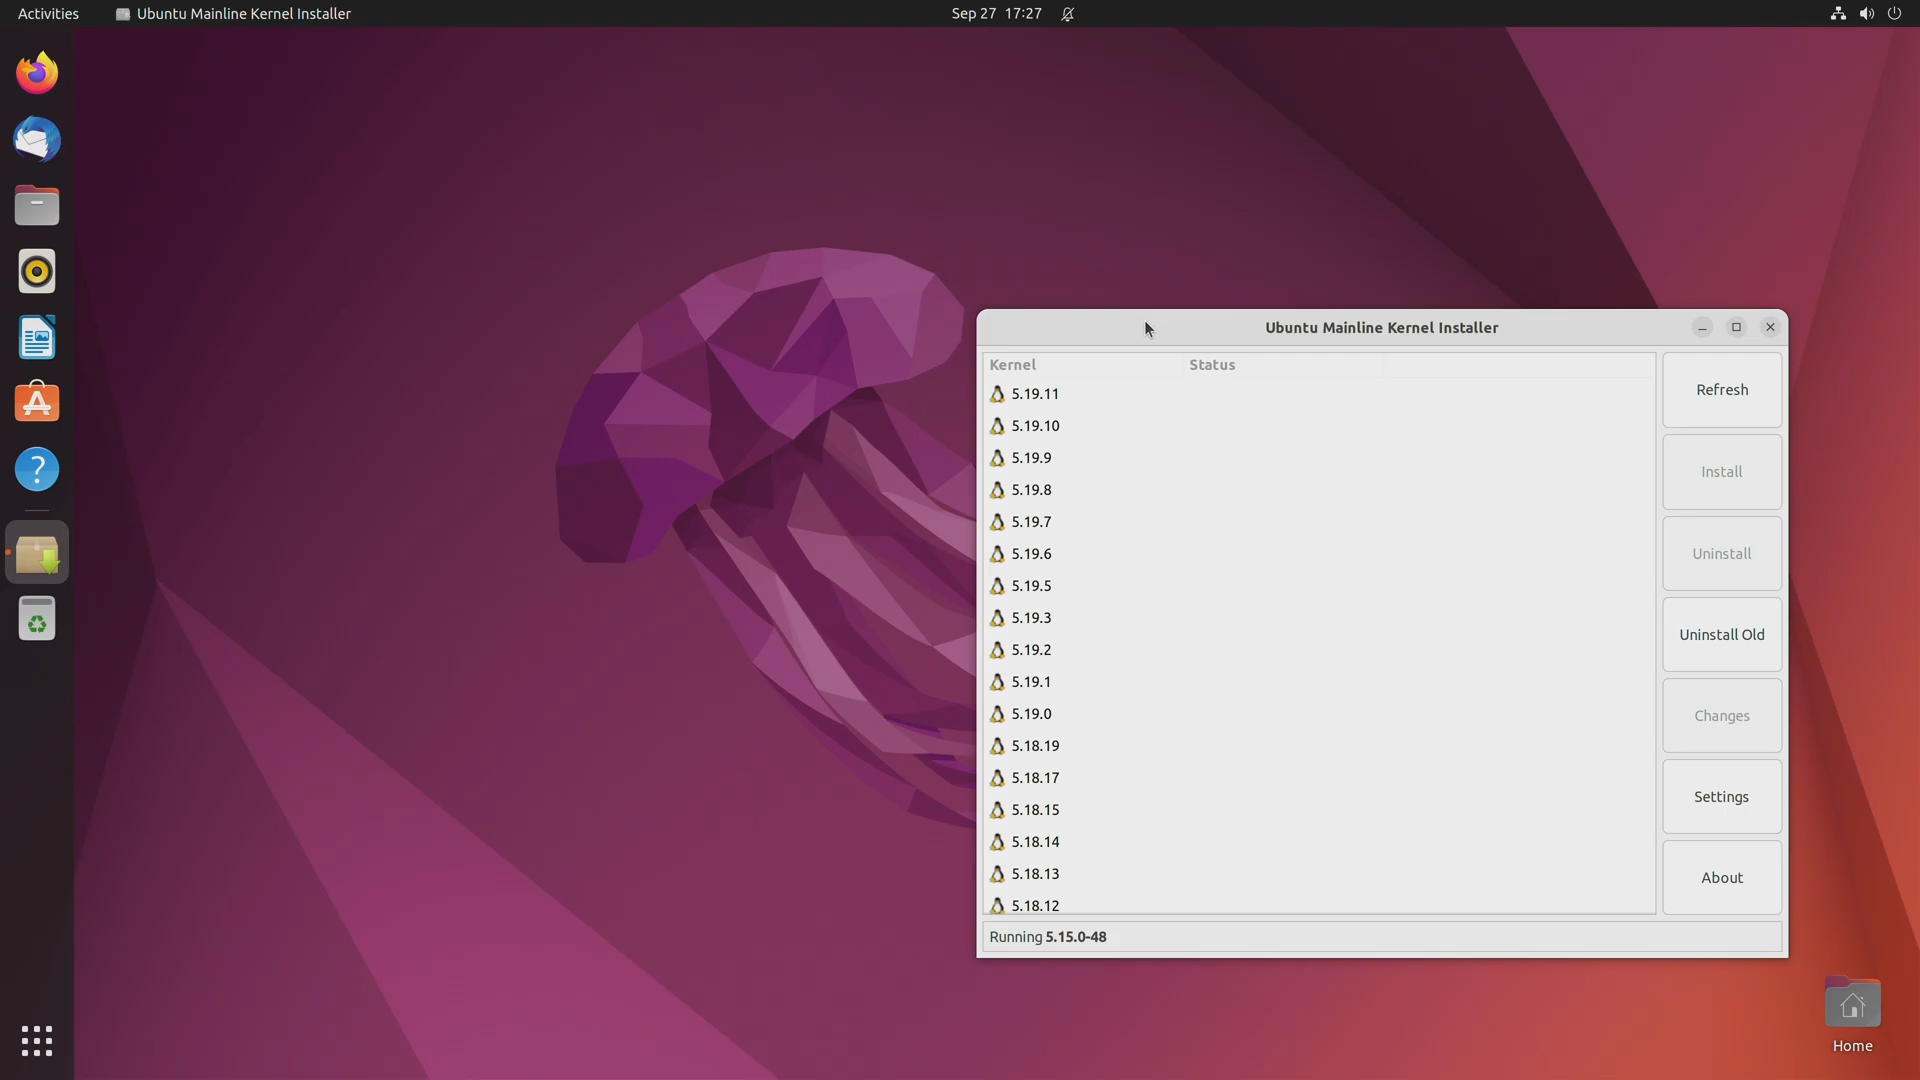 Activities
Ubuntu Mainline Kernel Installer
Sep 27 17:27
Ubuntu Mainline Kernel Installer
Kernel Status
5.19.11
5.19.10
5.19.9
5.19.8
5.19.7
5.19.6
5.19.5
5.19.3
5.19.2
5.19.1
5.19.0
5.18.19
5.18.17
5.18.15
5.18.14
5.18.13
5.18.12
Refresh
Install
Uninstall
Uninstall Old
Changes
Settings
About
Running 5.15.0-48
Home